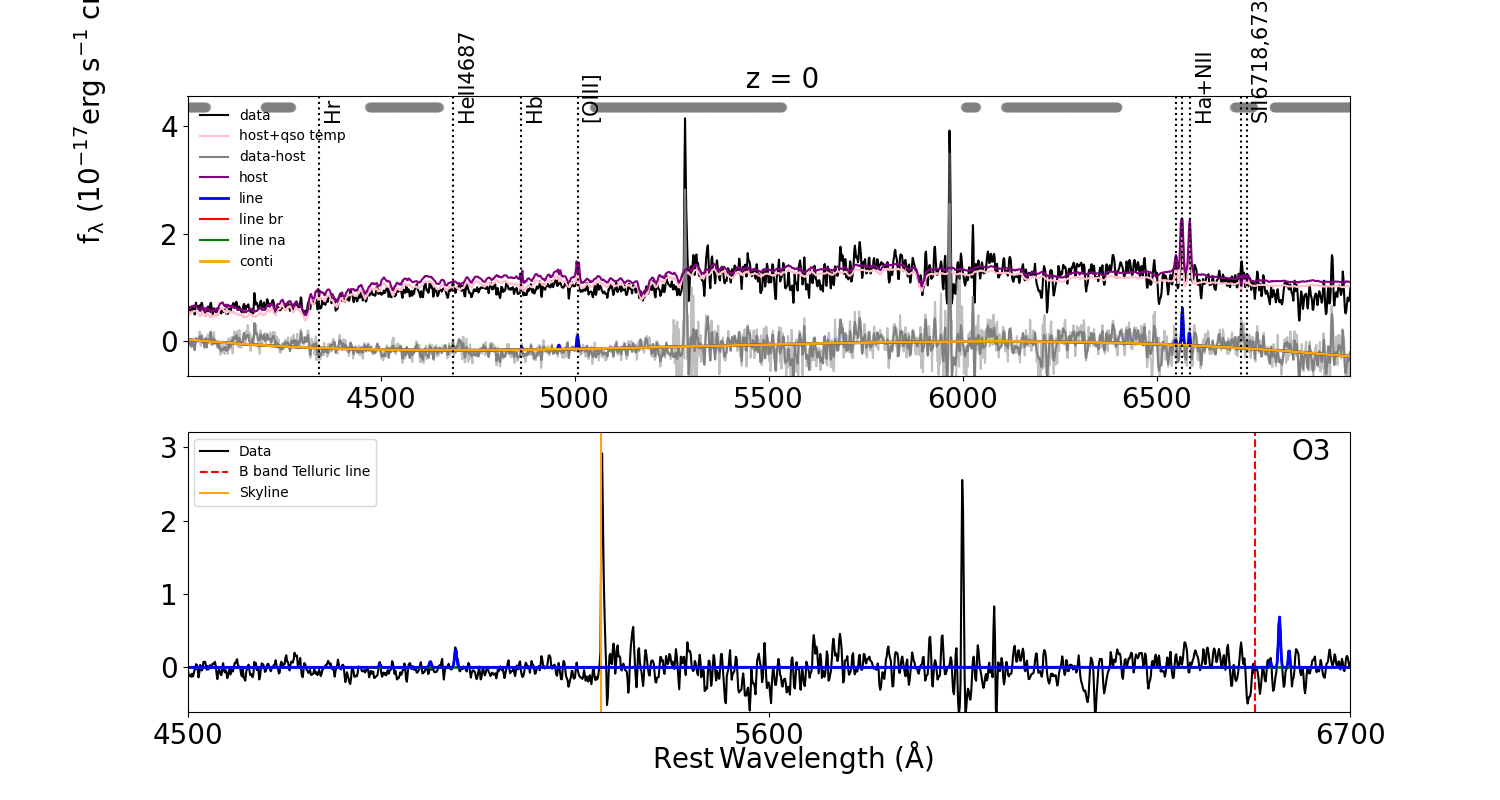 z = 0
f_λ (10^−17 erg s^−1 c
Hr
HeII4687
Hb
[OIII]
Ha+NII
SII6718,673
data
host+qso temp
data-host
host
line
line br
line na
conti
4
2
0
4500 5000 5500 6000 6500
O3
Data
B band Telluric line
Skyline
3
2
1
0
4500 5600 6700
Rest Wavelength (Å)